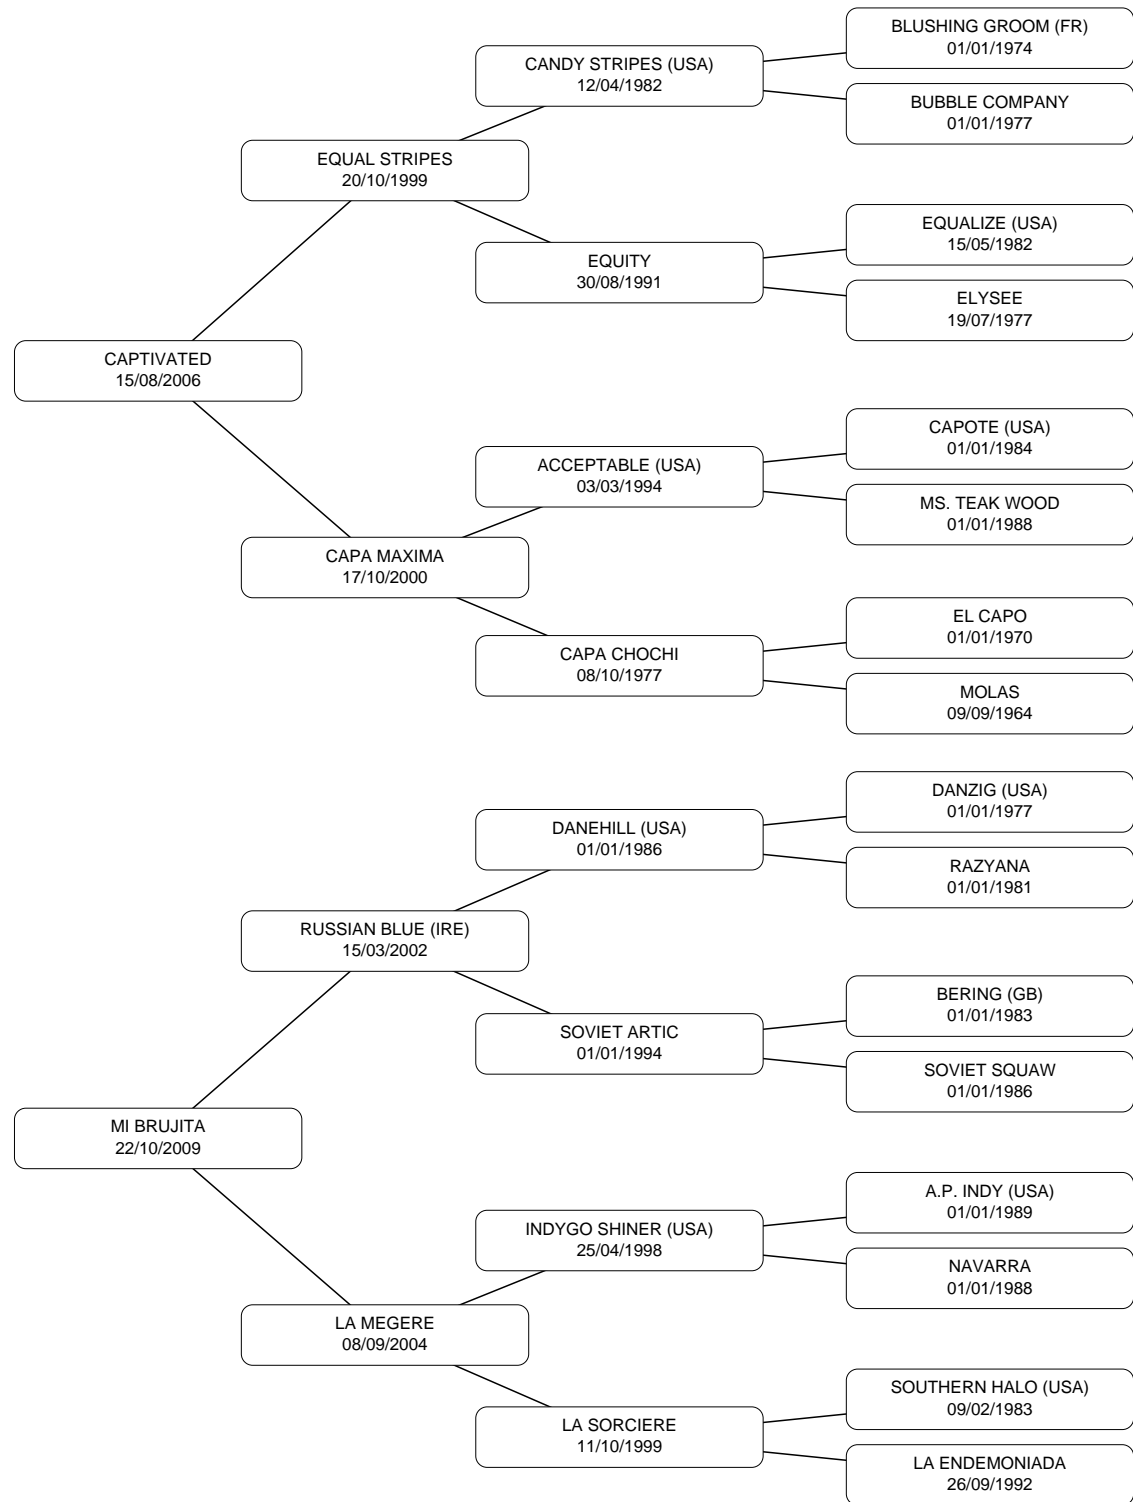 BLUSHING GROOM (FR)
01/01/1974
CANDY STRIPES (USA)
12/04/1982
BUBBLE COMPANY
01/01/1977
EQUAL STRIPES
20/10/1999
EQUALIZE (USA)
15/05/1982
EQUITY
30/08/1991
ELYSEE
19/07/1977
CAPTIVATED
15/08/2006
CAPOTE (USA)
01/01/1984
ACCEPTABLE (USA)
03/03/1994
MS. TEAK WOOD
01/01/1988
CAPA MAXIMA
17/10/2000
EL CAPO
01/01/1970
CAPA CHOCHI
08/10/1977
MOLAS
09/09/1964
DANZIG (USA)
01/01/1977
DANEHILL (USA)
01/01/1986
RAZYANA
01/01/1981
RUSSIAN BLUE (IRE)
15/03/2002
BERING (GB)
01/01/1983
SOVIET ARTIC
01/01/1994
SOVIET SQUAW
01/01/1986
MI BRUJITA
22/10/2009
A.P. INDY (USA)
01/01/1989
INDYGO SHINER (USA)
25/04/1998
NAVARRA
01/01/1988
LA MEGERE
08/09/2004
SOUTHERN HALO (USA)
09/02/1983
LA SORCIERE
11/10/1999
LA ENDEMONIADA
26/09/1992